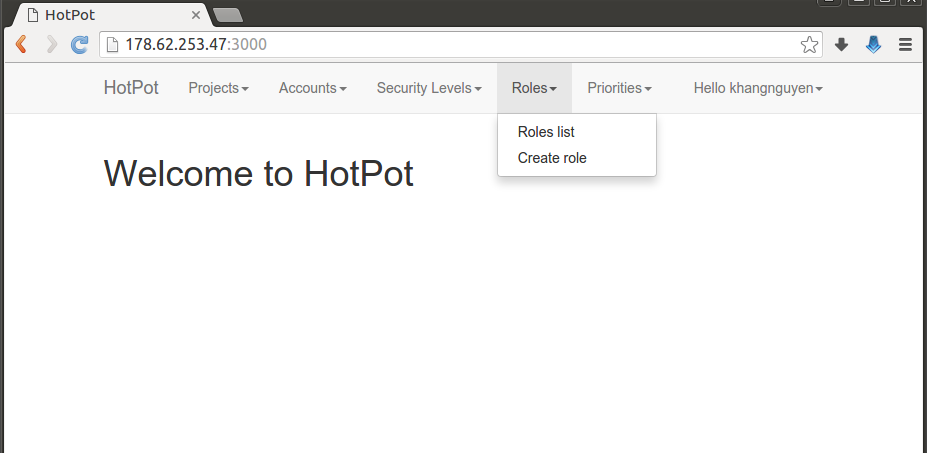 HotPot
178.62.253.47:3000
HotPot Projects Accounts Security Levels Roles Priorities Hello khangnguyen
Roles list
Create role
Welcome to HotPot